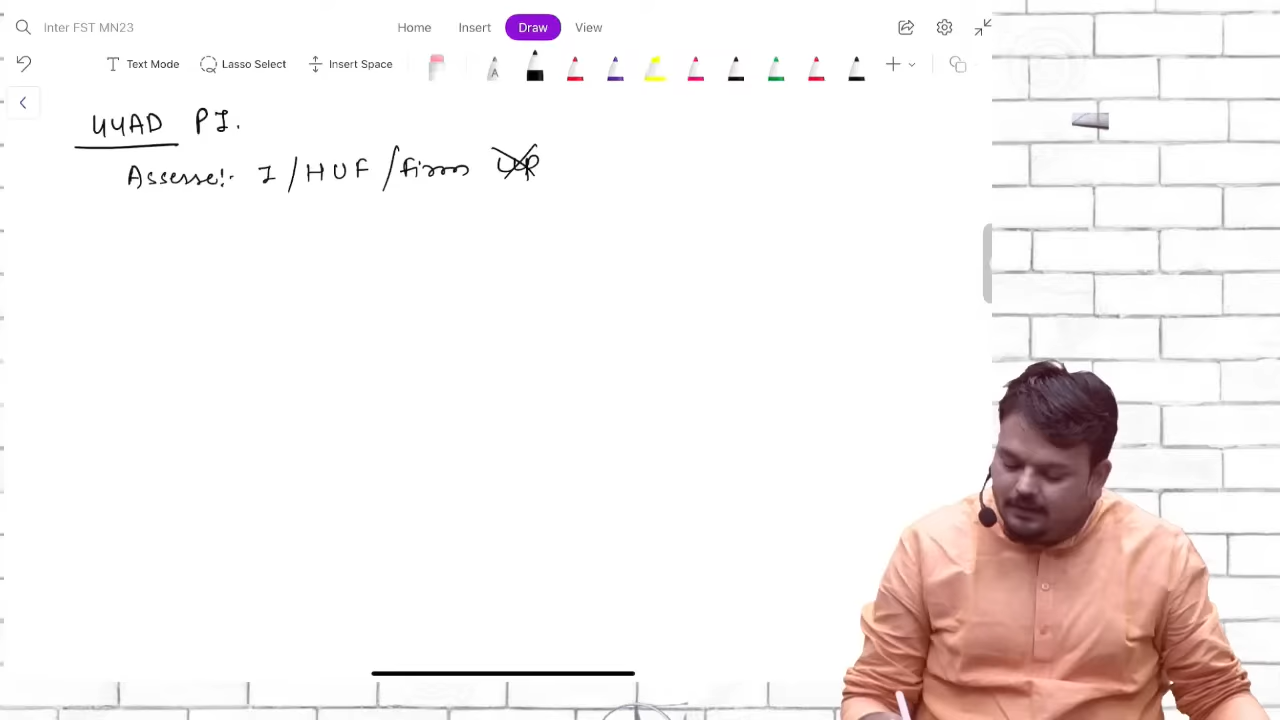 Inter FST MN23
Home Insert Draw View
Text Mode Lasso Select Insert Space
A
44AD PI.
Assesse:- I/HUF/firm